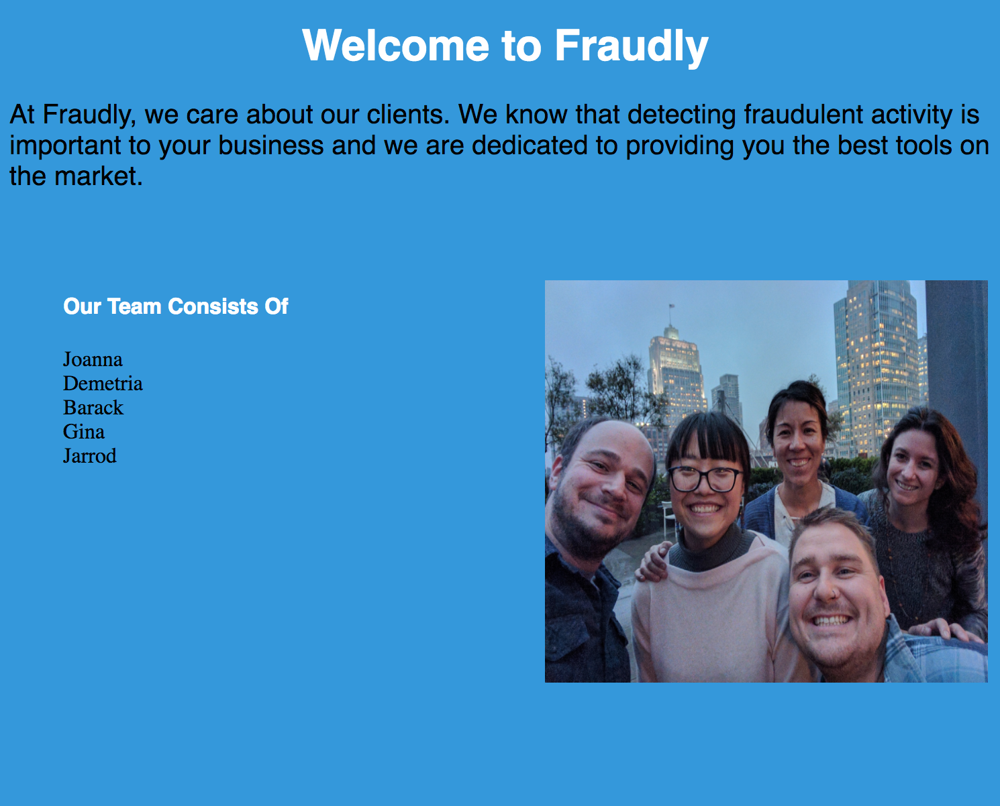 Welcome to Fraudly
At Fraudly, we care about our clients. We know that detecting fraudulent activity is
important to your business and we are dedicated to providing you the best tools on
the market.
Our Team Consists Of
Joanna
Demetria
Barack
Gina
Jarrod